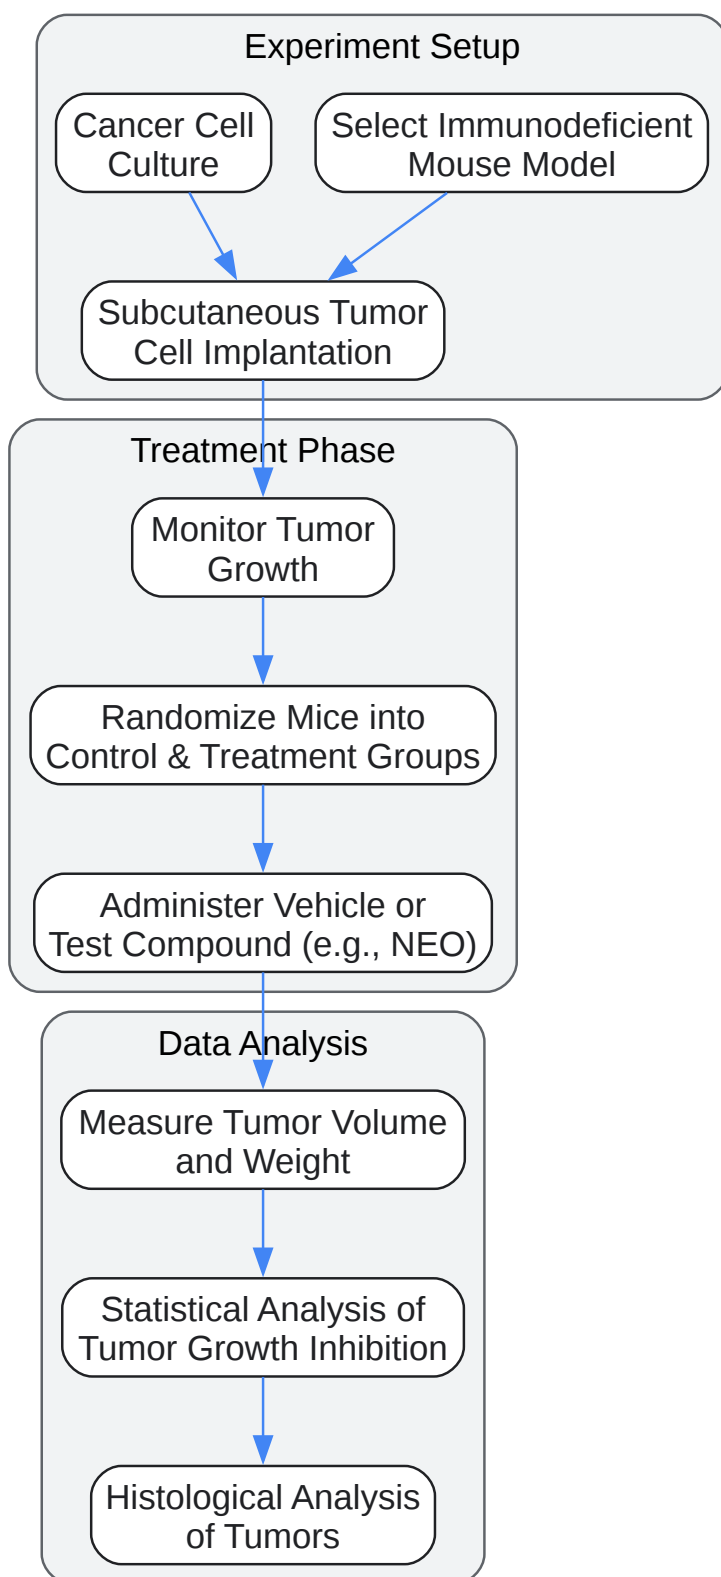 Experiment Setup
Cancer Cell
Culture
Select Immunodeficient
Mouse Model
Subcutaneous Tumor
Cell Implantation
Treatment Phase
Monitor Tumor
Growth
Randomize Mice into
Control & Treatment Groups
Administer Vehicle or
Test Compound (e.g., NEO)
Data Analysis
Measure Tumor Volume
and Weight
Statistical Analysis of
Tumor Growth Inhibition
Histological Analysis
of Tumors